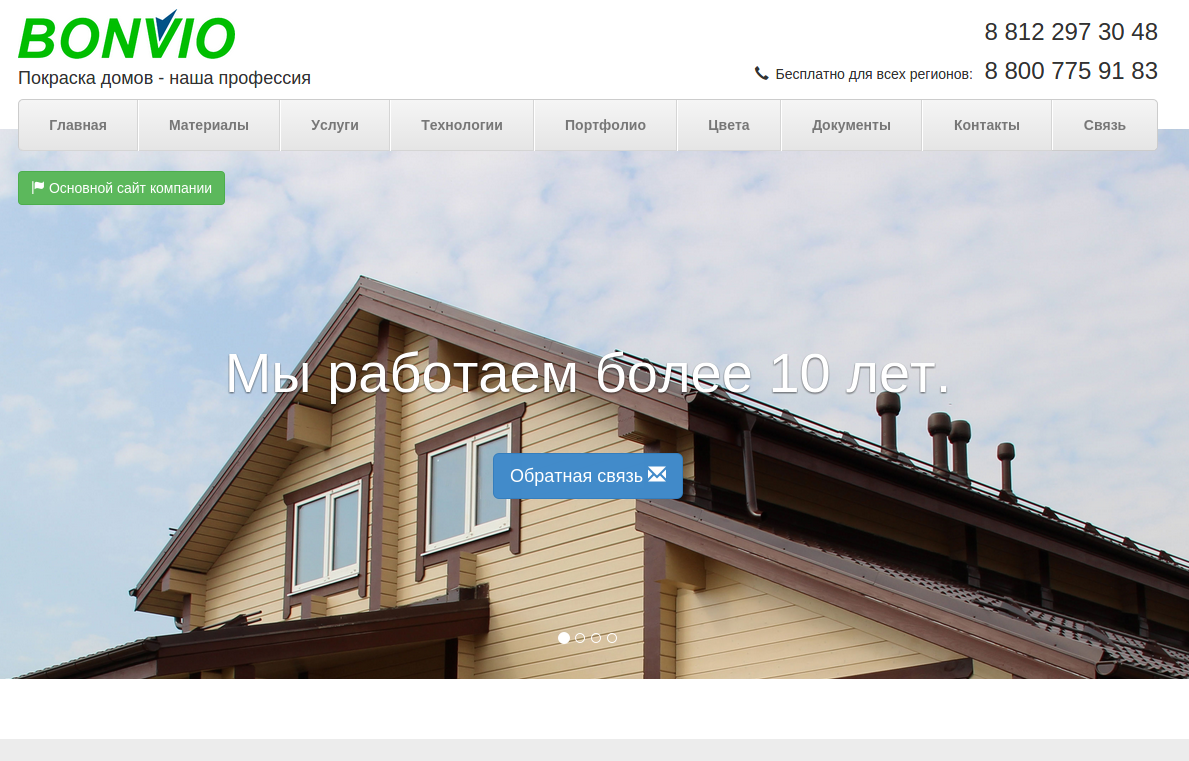 BONVIO
Покраска домов - наша профессия
8 812 297 30 48
Бесплатно для всех регионов: 8 800 775 91 83
Главная Материалы Услуги Технологии Портфолио Цвета Документы Контакты Связь
Основной сайт компании
Мы работаем более 10 лет.
Обратная связь